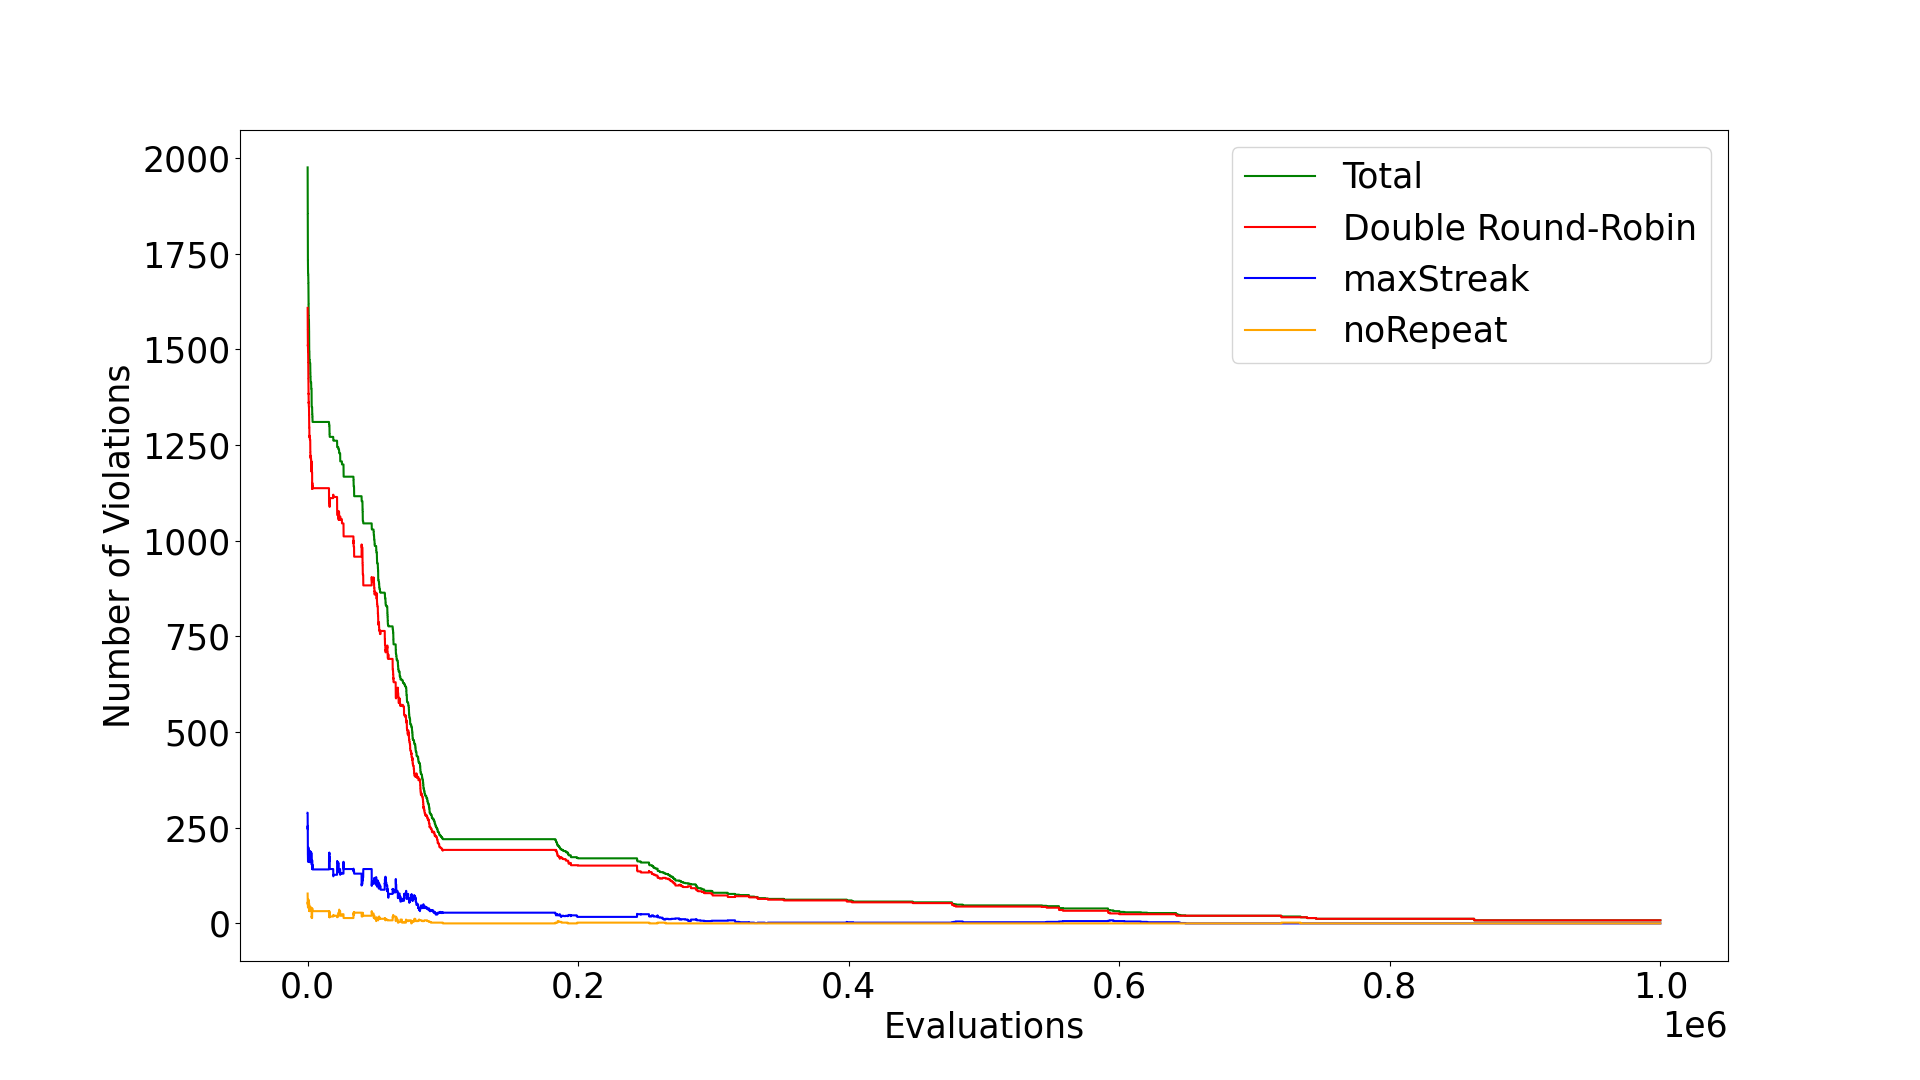 2000
1750
1500
1250
1000
750
500
250
0
Number of Violations
Total
Double Round-Robin
maxStreak
noRepeat
0.0 0.2 0.4 0.6 0.8 1.0
Evaluations
1e6